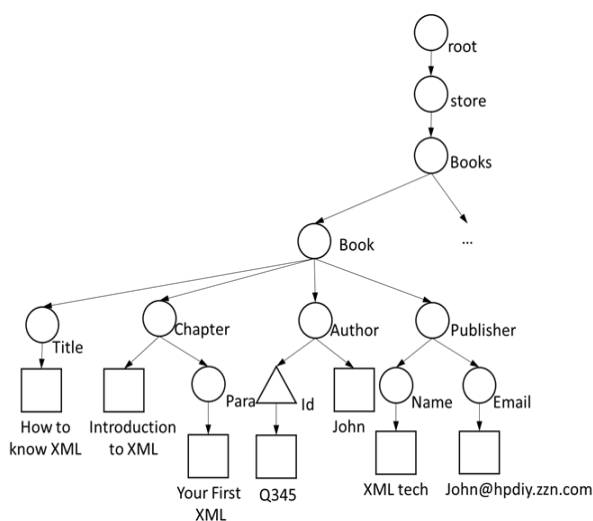 root
store
Books
...
Book
Title
Chapter
Author
Publisher
Para
Id
Name
Email
How to
know XML
Introduction
to XML
John
Your First
XML
Q345
XML tech
John@hpdiy.zzn.com